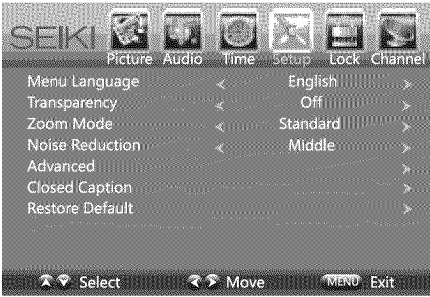 SEIKI
Picture Audio Time Setup Lock Channel
Menu Language English
Transparency Off
Zoom Mode Standard
Noise Reduction Middle
Advanced
Closed Caption
Restore Default
Select Move MENU Exit